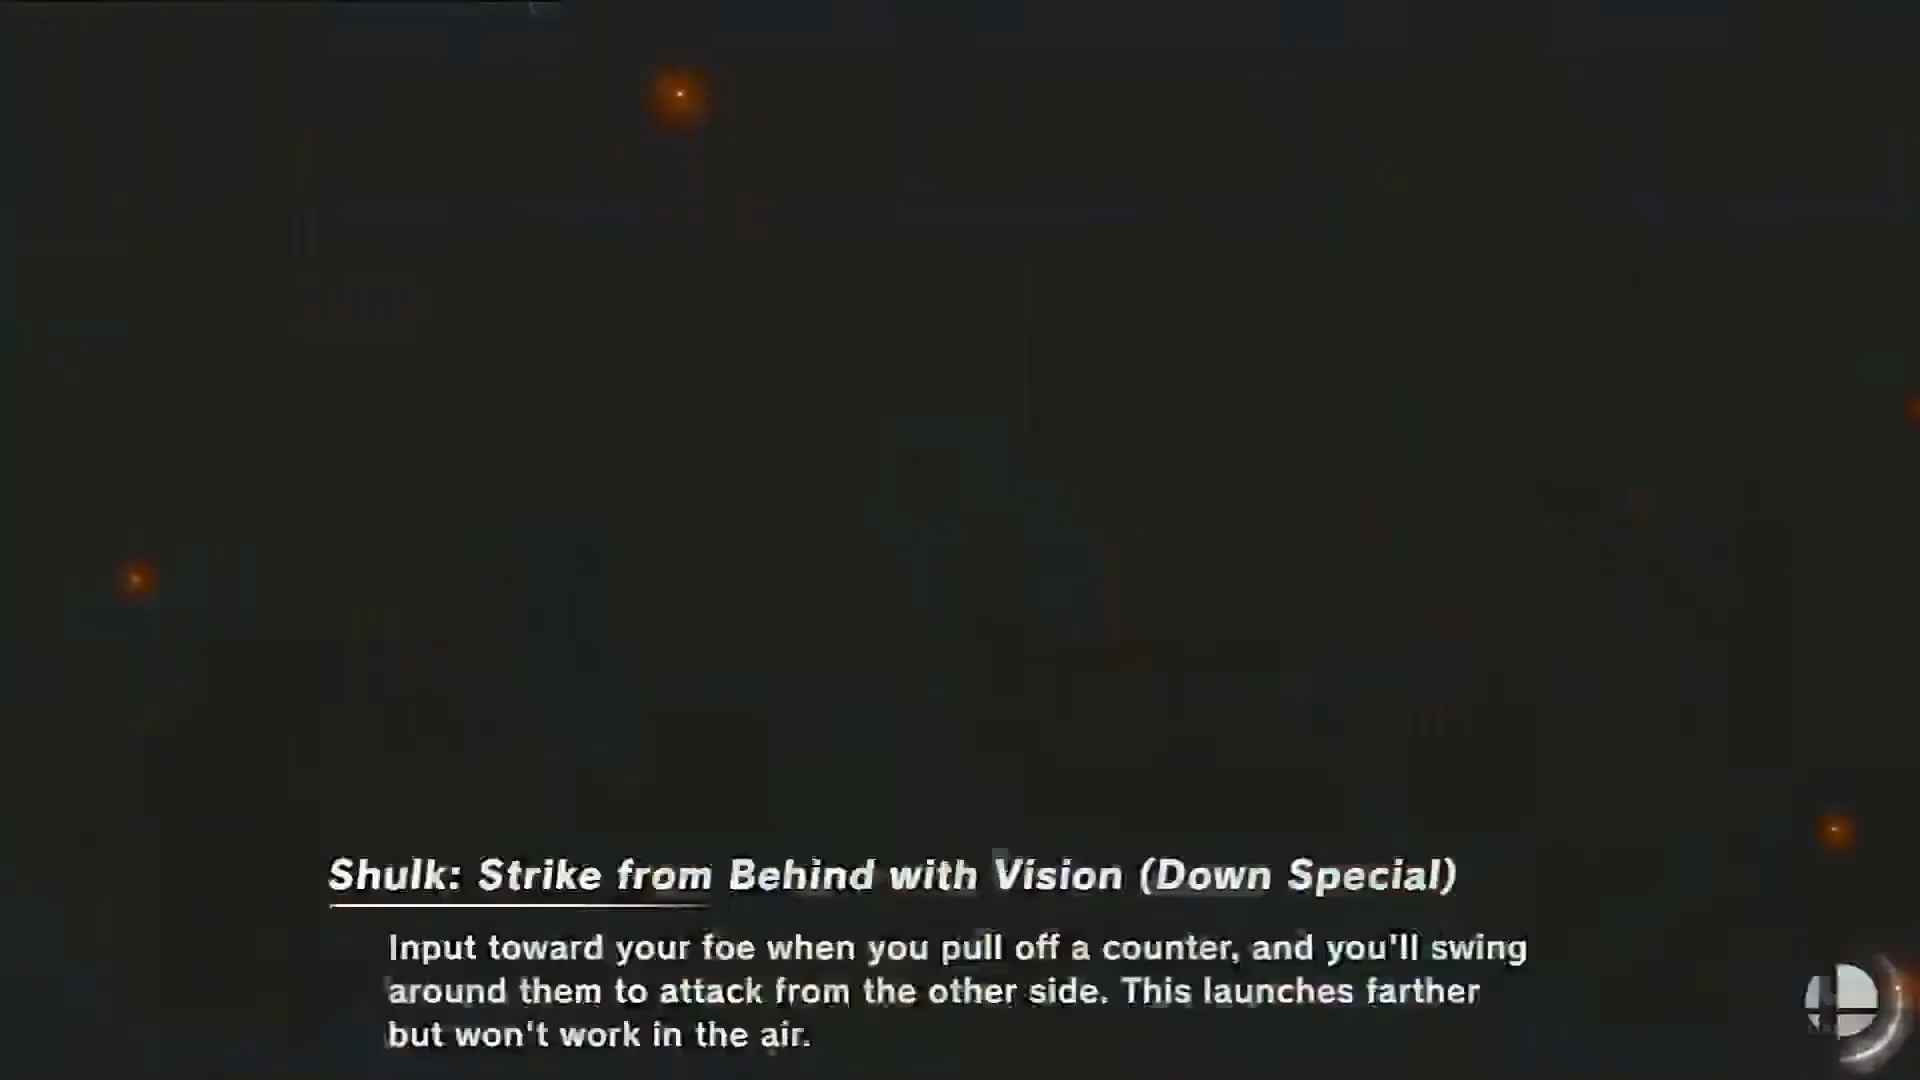 Shulk: Strike from Behind with Vision (Down Special)
Input toward your foe when you pull off a counter, and you'll swing
around them to attack from the other side. This launches farther
but won't work in the air.